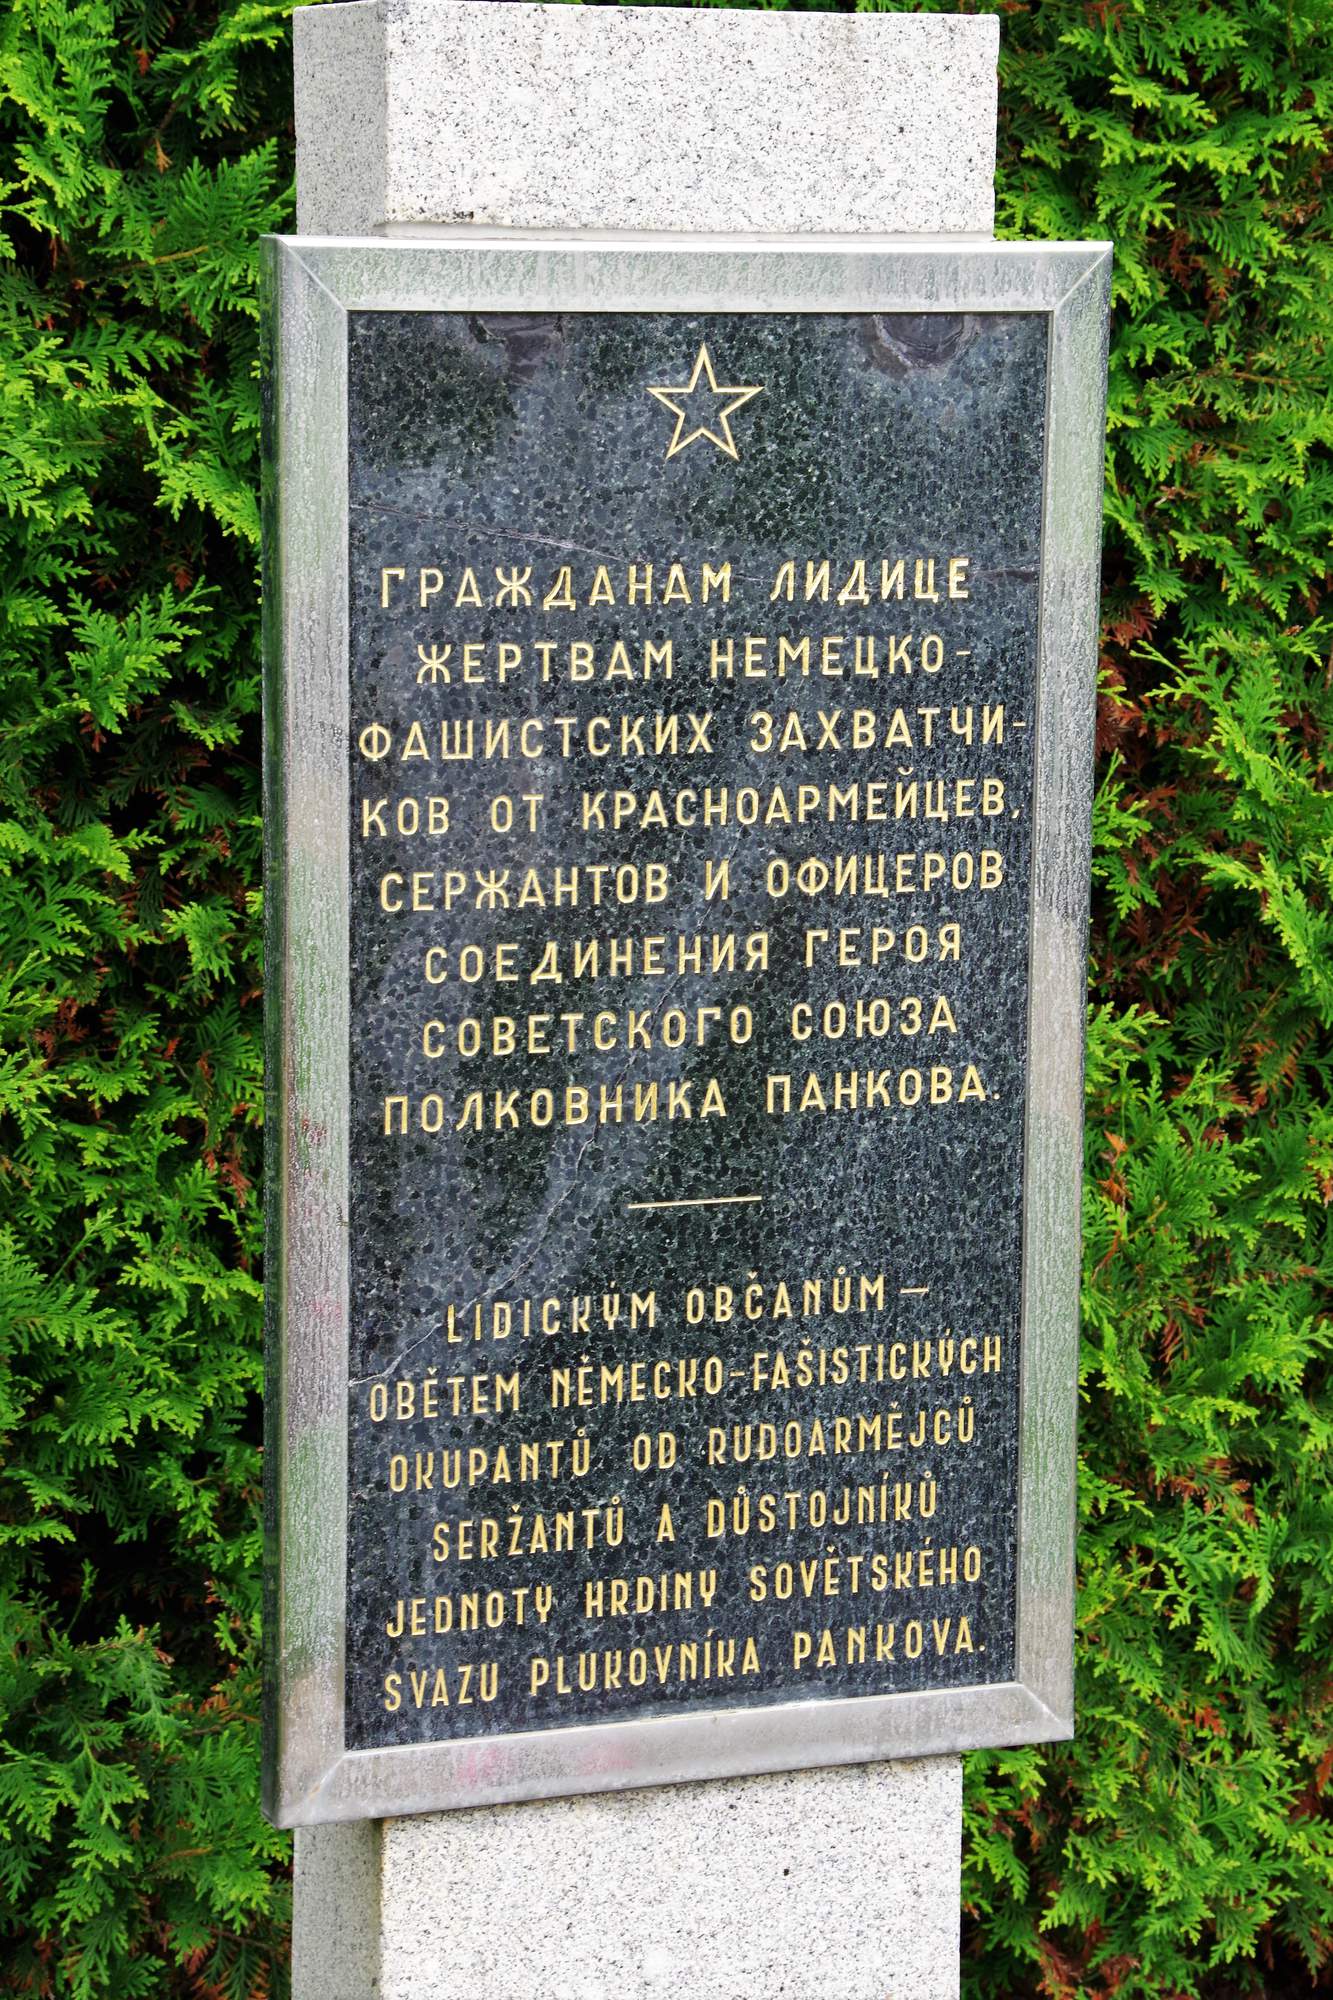 ГРАЖДАНАМ ЛИДИЦЕ
ЖЕРТВАМ НЕМЕЦКО-
ФАШИСТСКИХ ЗАХВАТЧИ-
КОВ ОТ КРАСНОАРМЕЙЦЕВ,
СЕРЖАНТОВ И ОФИЦЕРОВ
СОЕДИНЕНИЯ ГЕРОЯ
СОВЕТСКОГО СОЮЗА
ПОЛКОВНИКА ПАНКОВА.
LIDICKÝM OBČANŮM —
OBĚTEM NĚMECKO-FAŠISTICKÝCH
OKUPANTŮ OD RUDOARMĚJCŮ
SERŽANTŮ A DŮSTOJNÍKŮ
JEDNOTY HRDINY SOVĚTSKÉHO
SVAZU PLUKOVNÍKA PANKOVA.